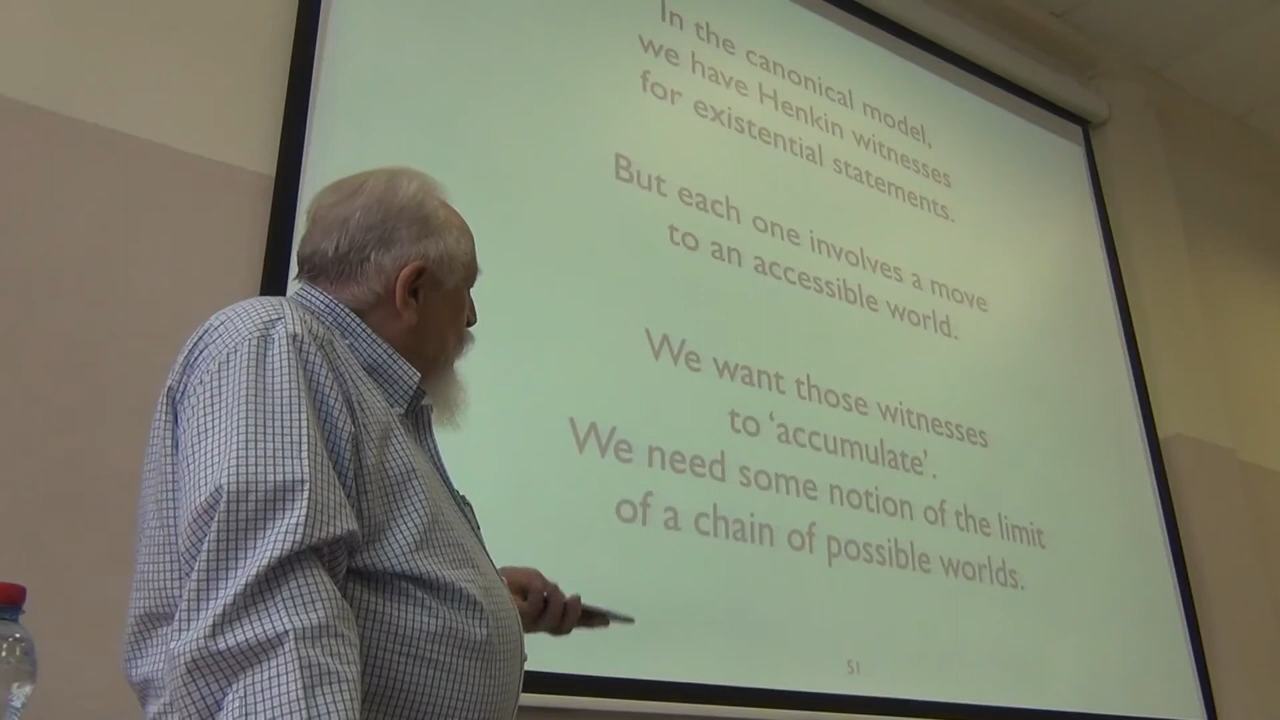 In the canonical model,
we have Henkin witnesses
for existential statements.
But each one involves a move
to an accessible world.
We want those witnesses
to ‘accumulate’.
We need some notion of the limit
of a chain of possible worlds.
51